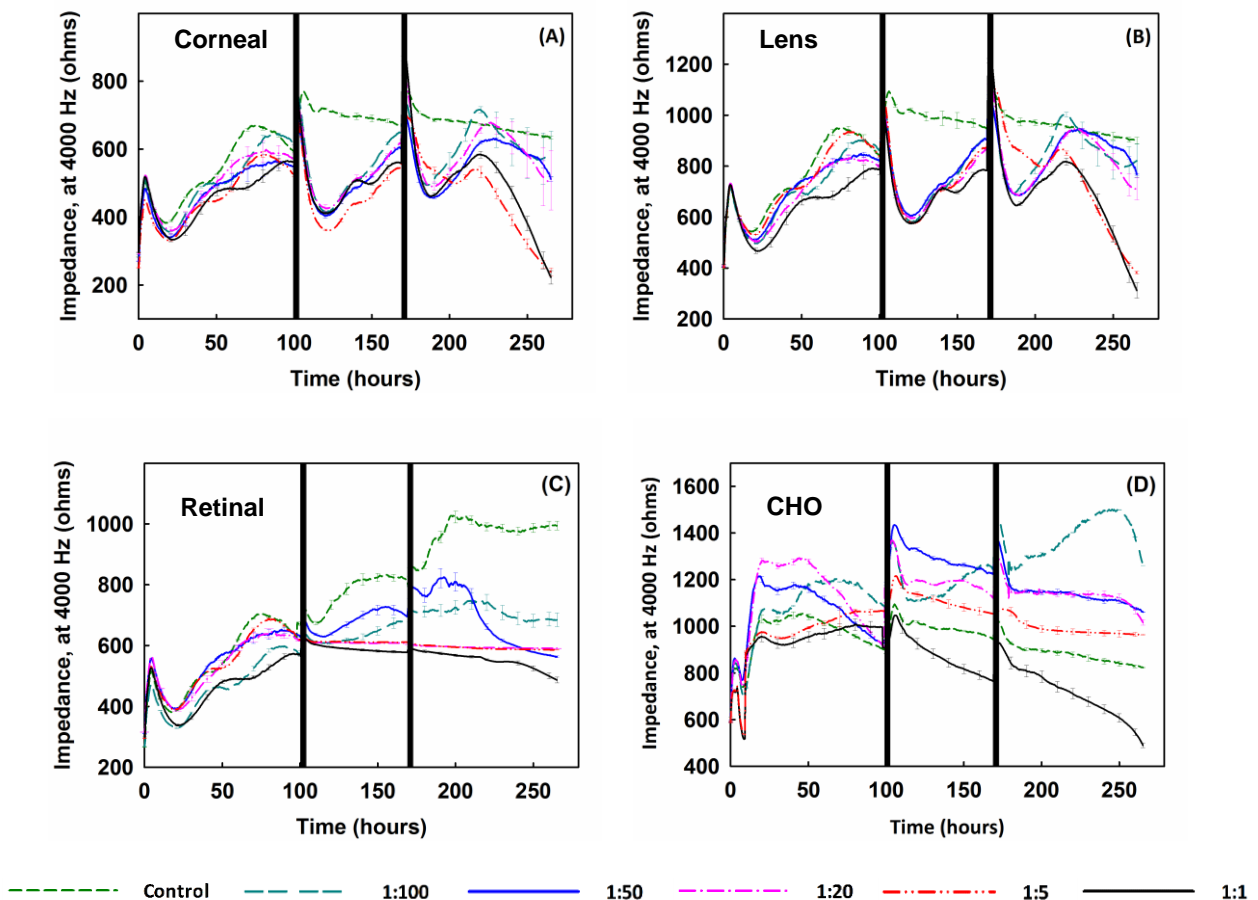 Corneal
(A)
Impedance, at 4000 Hz (ohms)
800
600
400
200
0 50 100 150 200 250
Time (hours)
Lens
(B)
Impedance, at 4000 Hz (ohms)
1200
1000
800
600
400
200
0 50 100 150 200 250
Time (hours)
Retinal
(C)
Impedance, at 4000 Hz (ohms)
1000
800
600
400
200
0 50 100 150 200 250
Time (hours)
CHO
(D)
Impedance, at 4000 Hz (ohms)
1600
1400
1200
1000
800
600
400
0 50 100 150 200 250
Time (hours)
Control 1:100 1:50 1:20 1:5 1:1